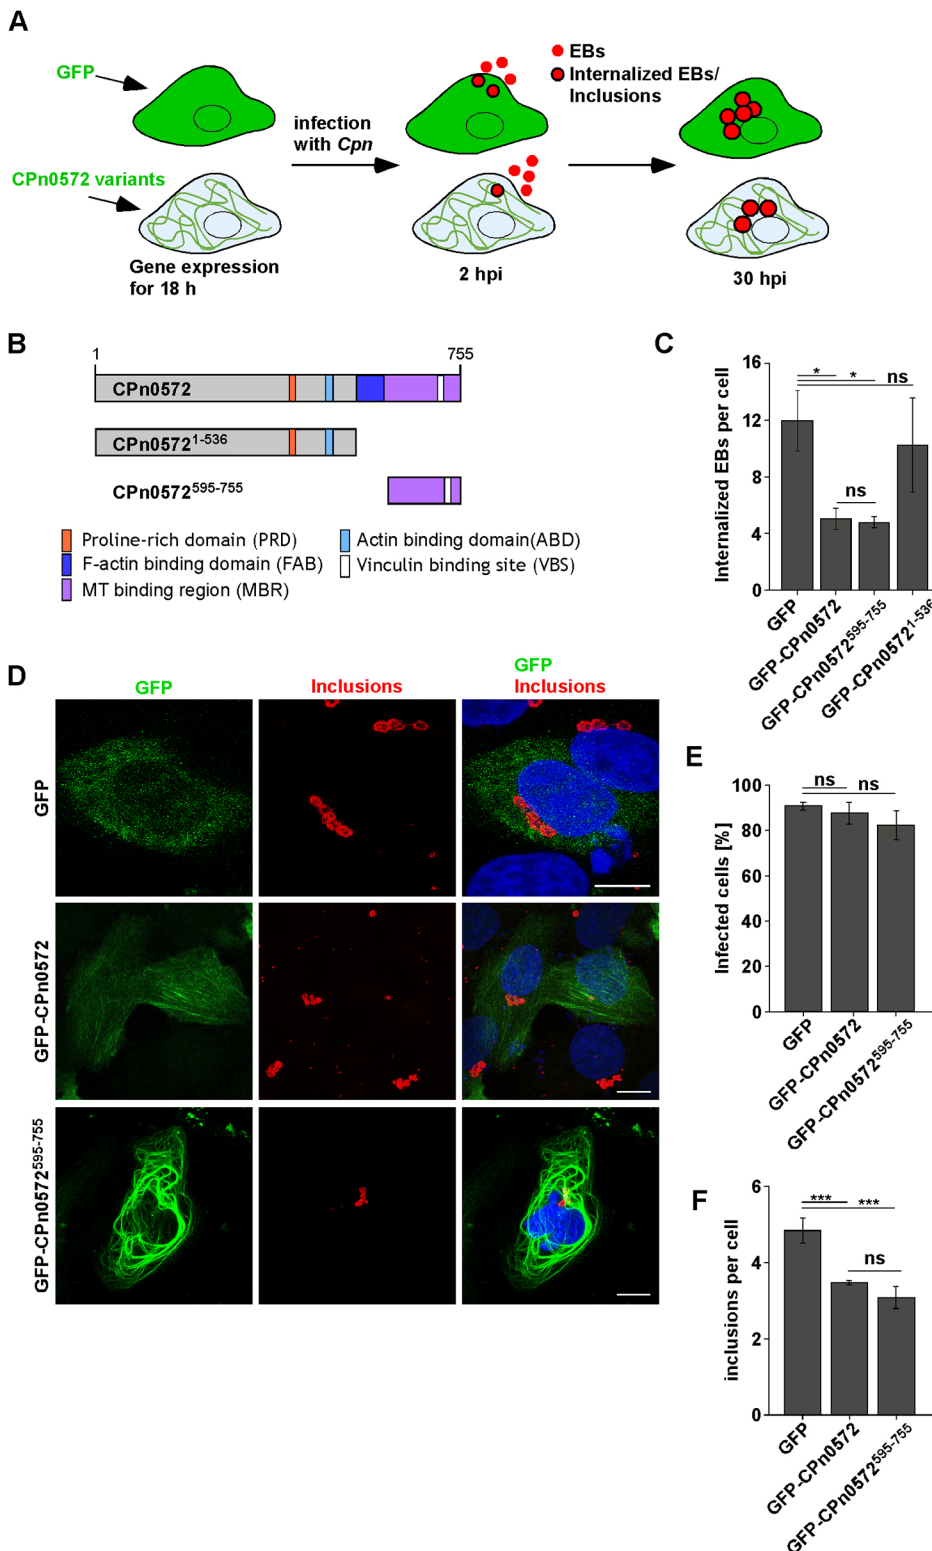 A
GFP
CPn0572 variants
infection
with Cpn
EBs
Internalized EBs/
Inclusions
Gene expression
for 18 h
2 hpi
30 hpi
B
1
755
CPn0572
CPn0572¹⁻⁵³⁶
CPn0572⁵⁹⁵⁻⁷⁵⁵
Proline-rich domain (PRD)
Actin binding domain(ABD)
F-actin binding domain (FAB)
Vinculin binding site (VBS)
MT binding region (MBR)
C
Internalized EBs per cell
16
12
8
4
0
*
*
ns
ns
GFP
GFP-CPn0572
GFP-CPn0572⁵⁹⁵⁻⁷⁵⁵
GFP-CPn0572¹⁻⁵³⁶
D
GFP
Inclusions
GFP
Inclusions
GFP
GFP-CPn0572
GFP-CPn0572⁵⁹⁵⁻⁷⁵⁵
E
Infected cells [%]
100
80
60
40
20
0
ns
ns
GFP
GFP-CPn0572
GFP-CPn0572⁵⁹⁵⁻⁷⁵⁵
F
inclusions per cell
6
4
2
0
***
***
ns
GFP
GFP-CPn0572
GFP-CPn0572⁵⁹⁵⁻⁷⁵⁵